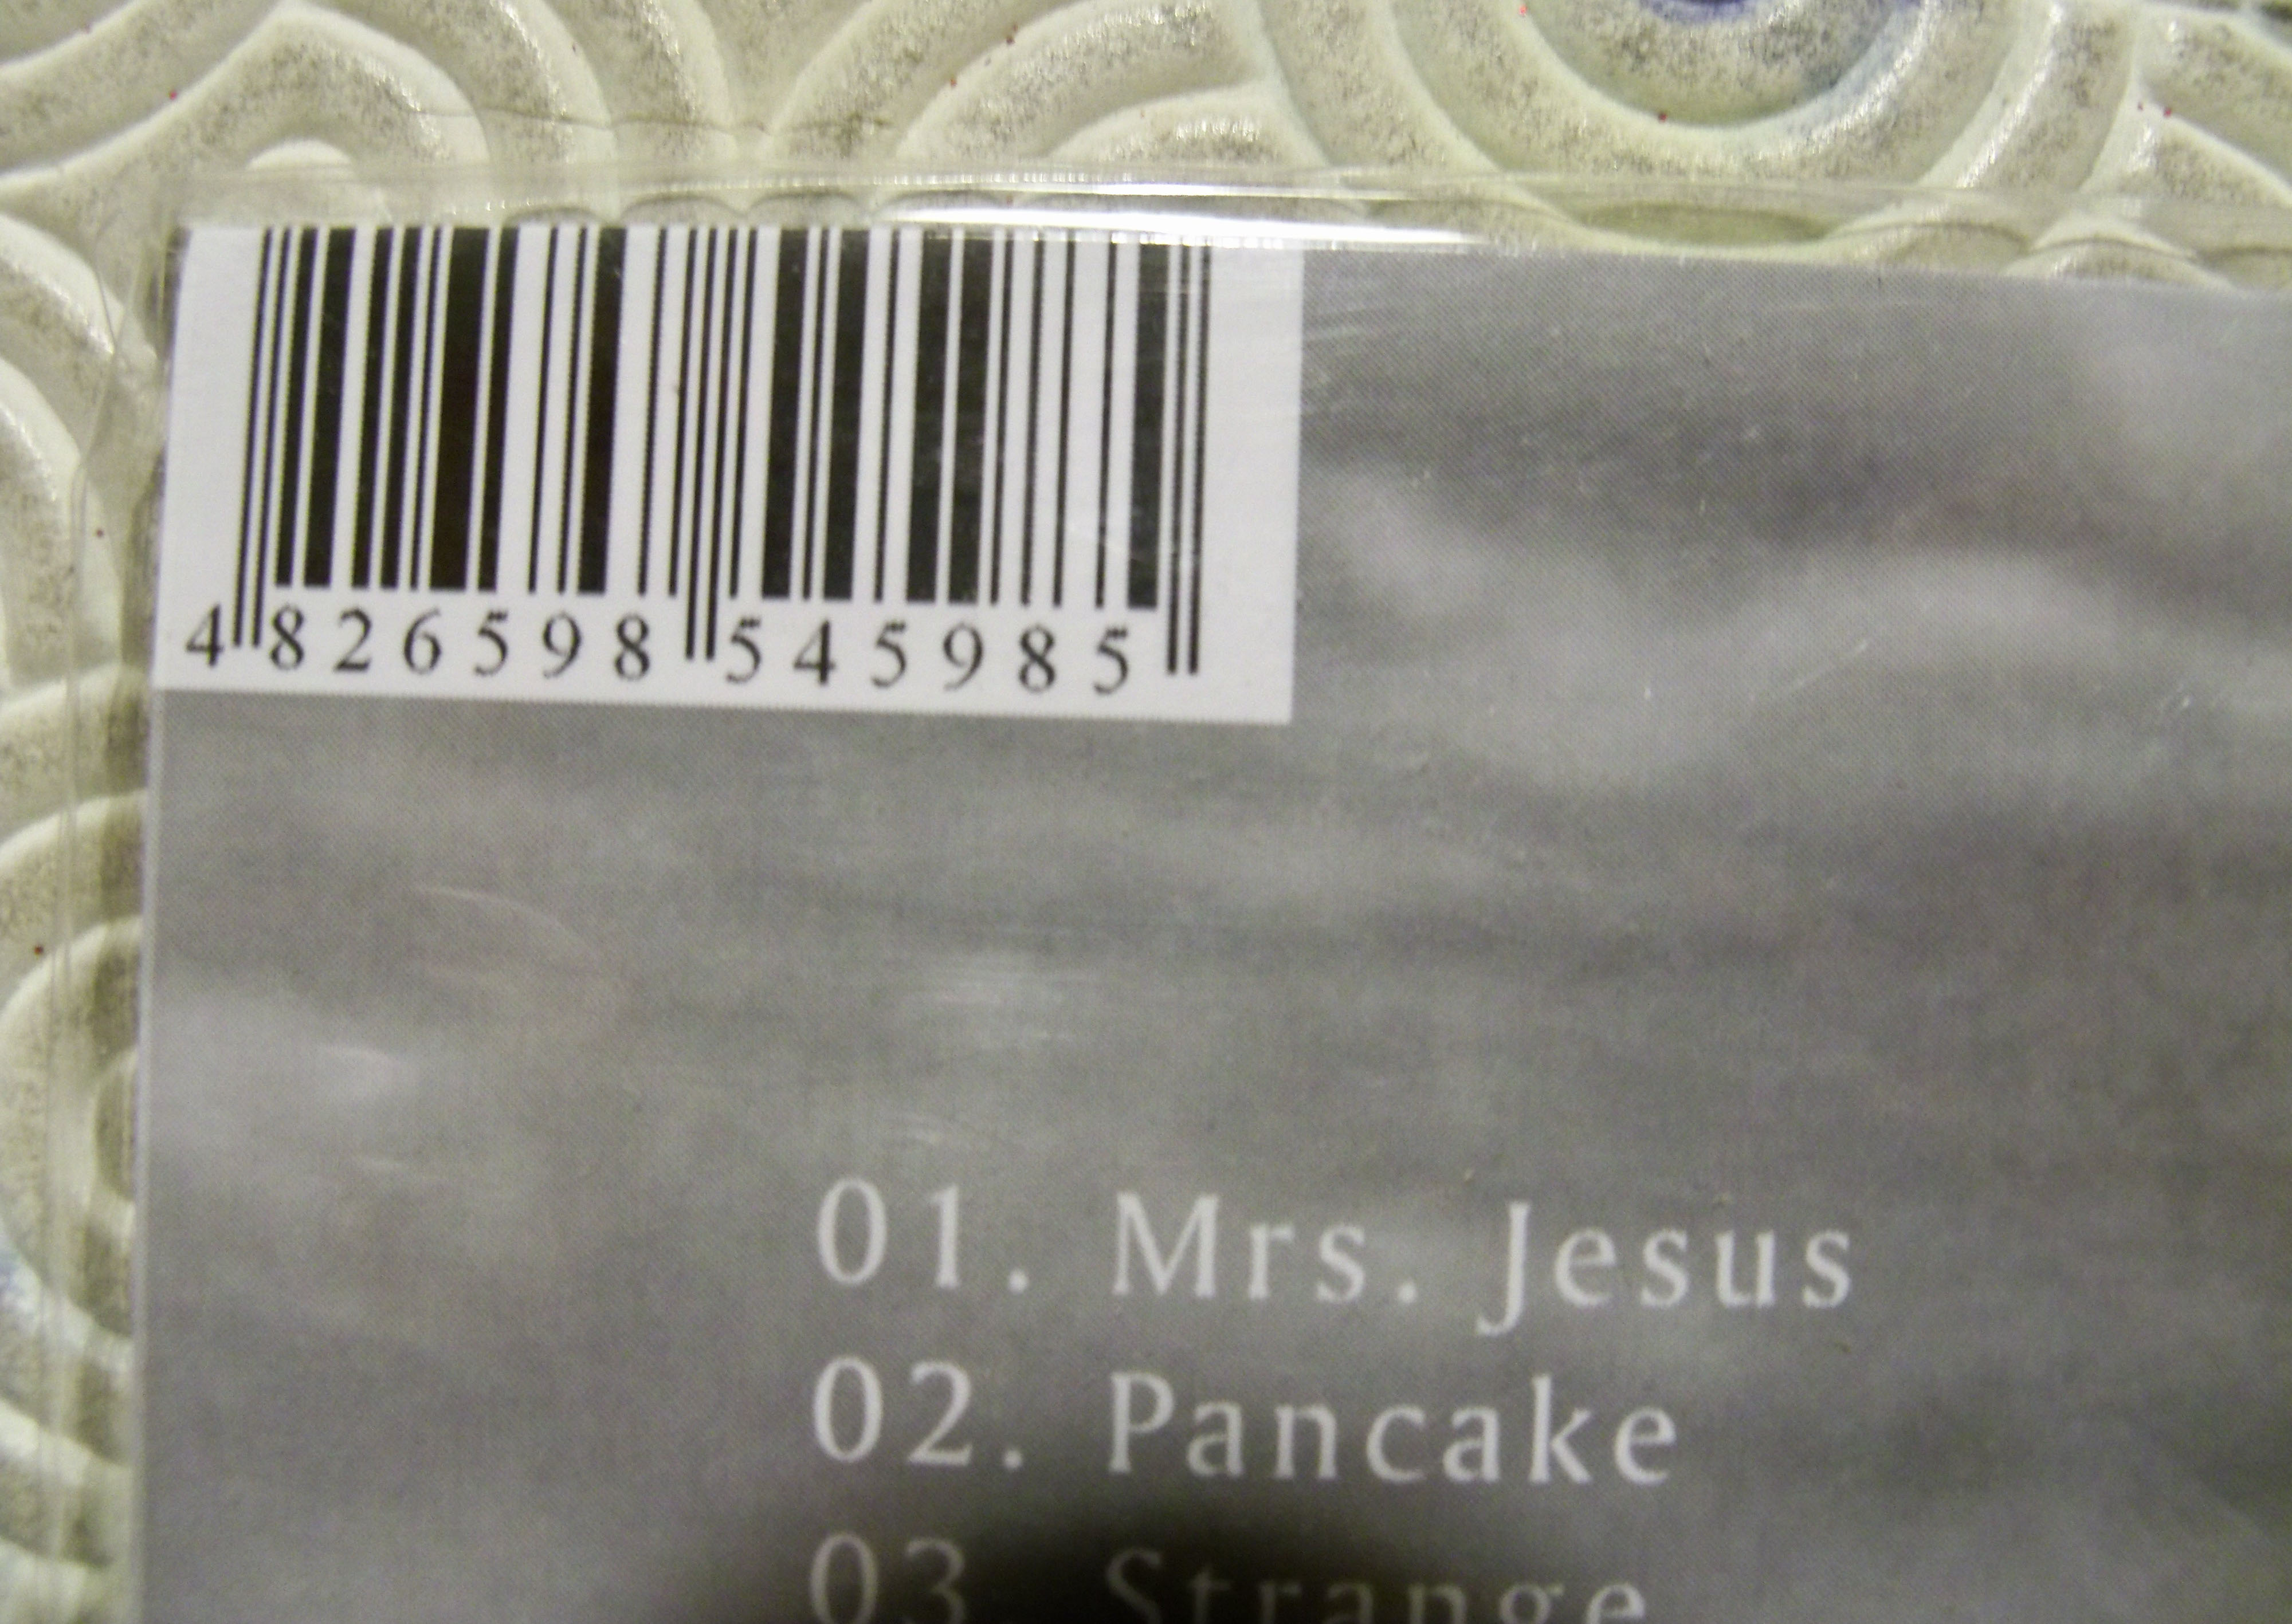 4 826598 545985
01. Mrs. Jesus
02. Pancake
03. Strange